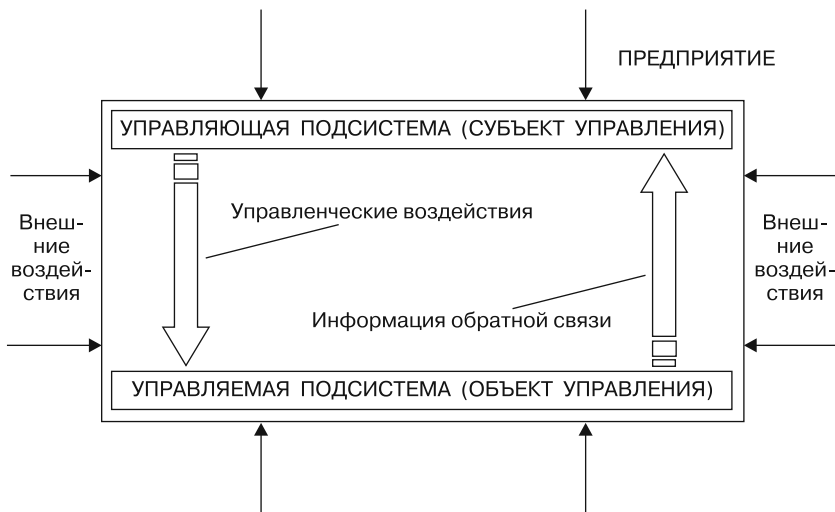 ПРЕДПРИЯТИЕ
УПРАВЛЯЮЩАЯ ПОДСИСТЕМА (СУБЪЕКТ УПРАВЛЕНИЯ)
Управленческие воздействия
Внеш-
ние
воздей-
ствия
Внеш-
ние
воздей-
ствия
Информация обратной связи
УПРАВЛЯЕМАЯ ПОДСИСТЕМА (ОБЪЕКТ УПРАВЛЕНИЯ)